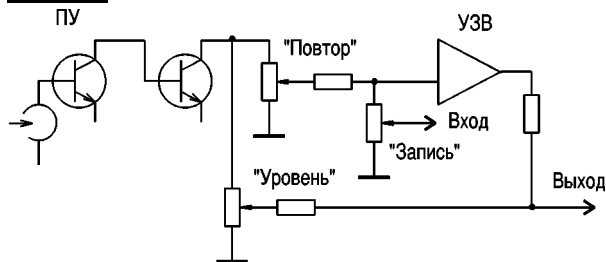 ПУ
УЗВ
"Повтор"
Вход
"Запись"
"Уровень"
Выход